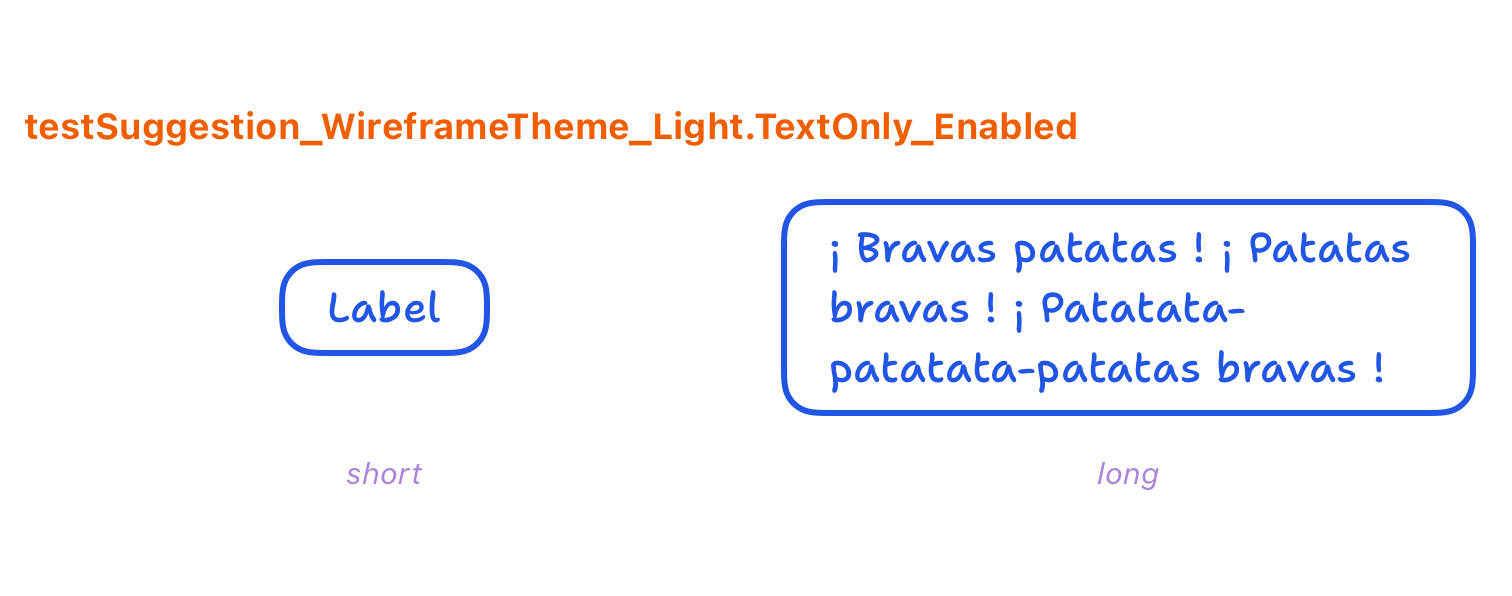 testSuggestion_WireframeTheme_Light.TextOnly_Enabled
Label
¡ Bravas patatas ! ¡ Patatas
bravas ! ¡ Patatata-
patatata-patatas bravas !
short
long